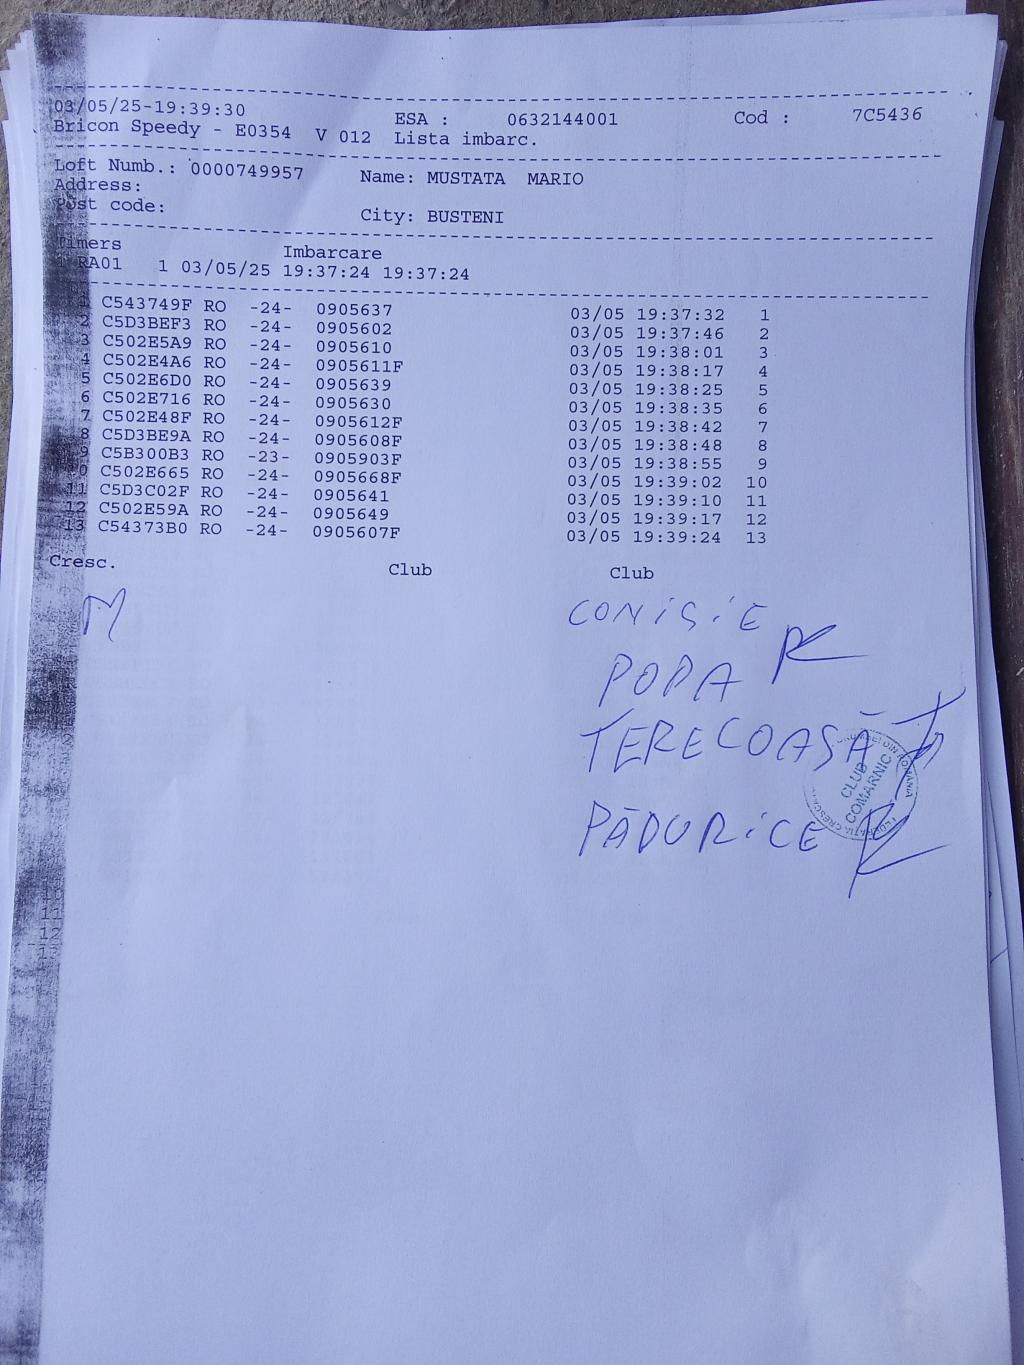 03/05/25-19:39:30 ESA : 0632144001 Cod : 7C5436
Bricon Speedy - E0354 V 012 Lista imbarc.
Loft Numb.: 0000749957 Name: MUSTATA MARIO
Address:
Post code: City: BUSTENI
Timers Imbarcare
1 RA01 1 03/05/25 19:37:24 19:37:24
1 C543749F RO -24- 0905637 03/05 19:37:32 1
2 C5D3BEF3 RO -24- 0905602 03/05 19:37:46 2
3 C502E5A9 RO -24- 0905610 03/05 19:38:01 3
4 C502E4A6 RO -24- 0905611F 03/05 19:38:17 4
5 C502E6D0 RO -24- 0905639 03/05 19:38:25 5
6 C502E716 RO -24- 0905630 03/05 19:38:35 6
7 C502E48F RO -24- 0905612F 03/05 19:38:42 7
8 C5D3BE9A RO -24- 0905608F 03/05 19:38:48 8
9 C5B300B3 RO -23- 0905903F 03/05 19:38:55 9
10 C502E665 RO -24- 0905668F 03/05 19:39:02 10
11 C5D3C02F RO -24- 0905641 03/05 19:39:10 11
12 C502E59A RO -24- 0905649 03/05 19:39:17 12
13 C54373B0 RO -24- 0905607F 03/05 19:39:24 13
Cresc. Club Club
COMISIE
POPA
TERECOASĂ
PĂDURICE
CLUB
COMARNIC
DIN ROMÂNIA
11
12
13